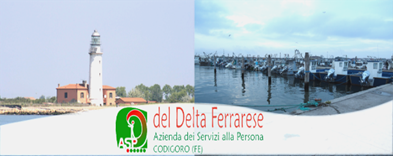 del Delta Ferrarese
ASP
Azienda dei Servizi alla Persona
CODIGORO (FE)